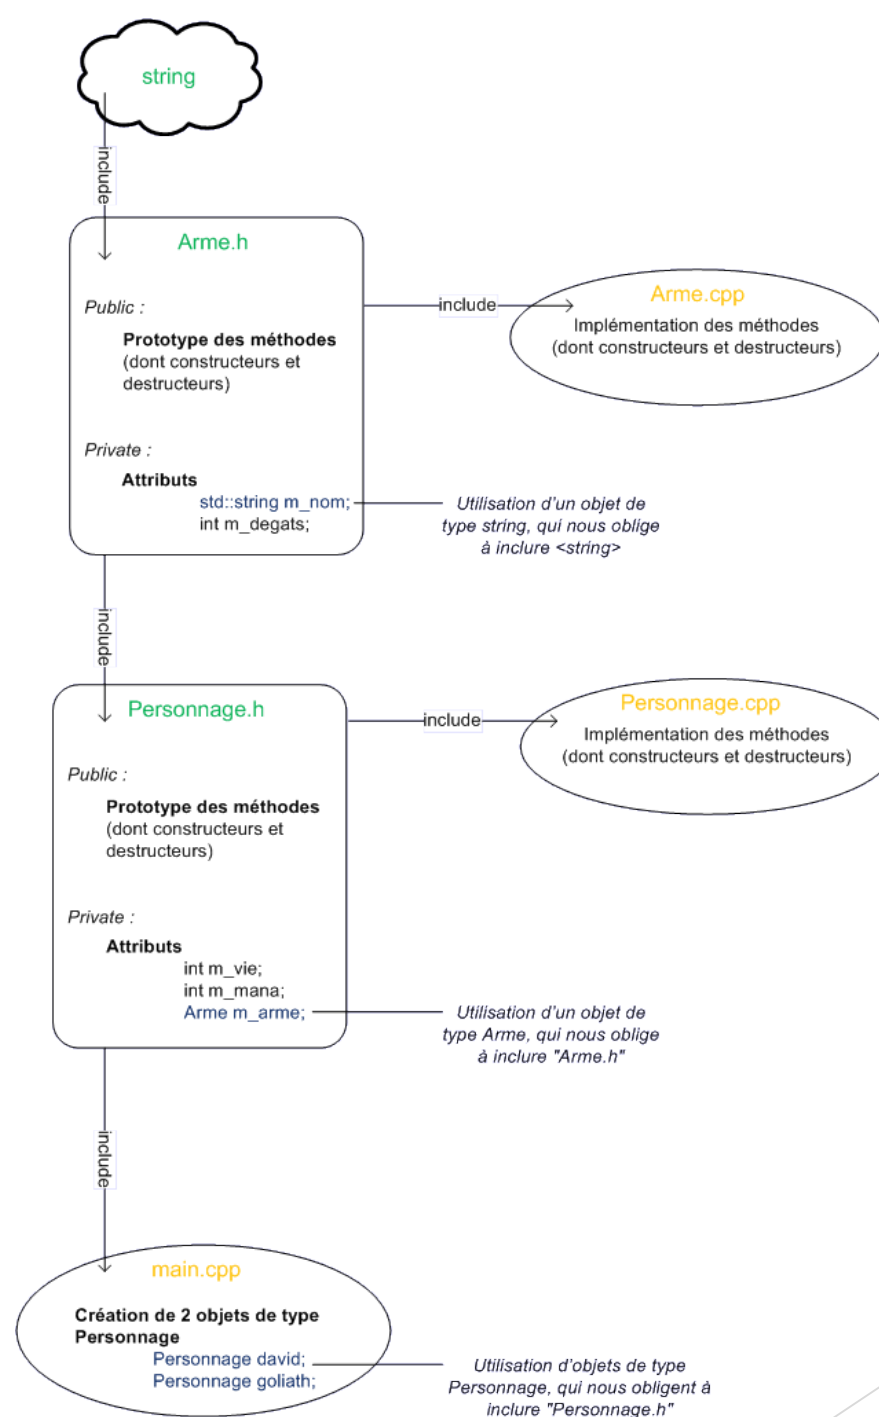 string
include
Arme.h
Public :
Prototype des méthodes
(dont constructeurs et
destructeurs)
Private :
Attributs
std::string m_nom;
int m_degats;
include
Arme.cpp
Implémentation des méthodes
(dont constructeurs et destructeurs)
Utilisation d'un objet de
type string, qui nous oblige
à inclure <string>
include
Personnage.h
Public :
Prototype des méthodes
(dont constructeurs et
destructeurs)
Private :
Attributs
int m_vie;
int m_mana;
Arme m_arme;
include
Personnage.cpp
Implémentation des méthodes
(dont constructeurs et destructeurs)
Utilisation d'un objet de
type Arme, qui nous oblige
à inclure "Arme.h"
include
main.cpp
Création de 2 objets de type
Personnage
Personnage david;
Personnage goliath;
Utilisation d'objets de type
Personnage, qui nous obligent à
inclure "Personnage.h"